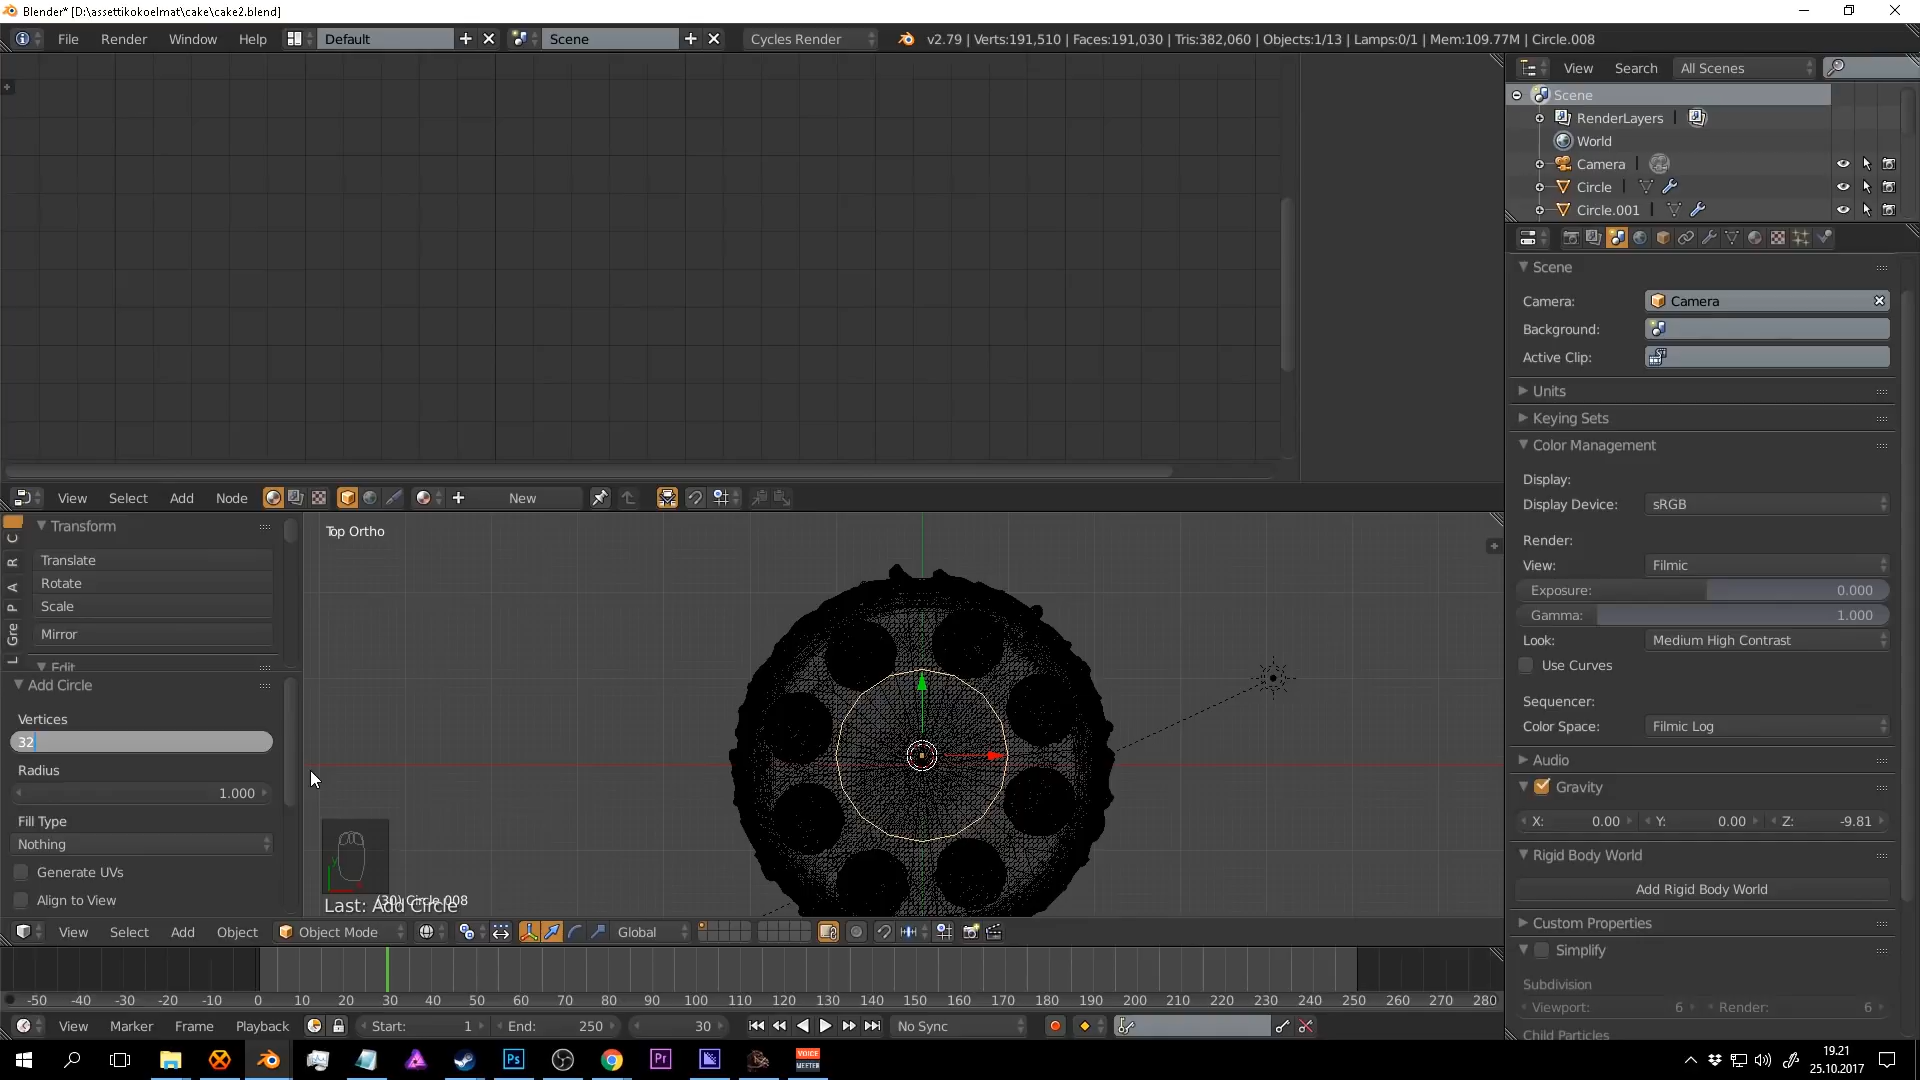 Blender* [D:\assettikokoelmat\cake\cake2.blend]
File Render Window Help Default Scene Cycles Render v2.79 | Verts:191,510 | Faces:191,030 | Tris:382,060 | Objects:1/13 | Lamps:0/1 | Mem:109.77M | Circle.008
View Search All Scenes
Scene
RenderLayers
World
Camera
Circle
Circle.001
Scene
Camera: Camera
Background:
Active Clip:
Units
Keying Sets
Color Management
Display:
Display Device: sRGB
Render:
View: Filmic
Exposure: 0.000
Gamma: 1.000
Look: Medium High Contrast
Use Curves
Sequencer:
Color Space: Filmic Log
Audio
Gravity
X: 0.00 Y: 0.00 Z: -9.81
Rigid Body World
Add Rigid Body World
Custom Properties
Simplify
Subdivision
Viewport: 6 Render: 6
Child Particles
View Select Add Node New
Transform
Translate
Rotate
Scale
Mirror
Edit
C
R
A
P
Gre
L
Add Circle
Vertices
32
Radius
1.000
Fill Type
Nothing
Generate UVs
Align to View
Top Ortho
(30) Circle.008
Last: Add Circle
View Select Add Object Object Mode Global
-50 -40 -30 -20 -10 0 10 20 30 40 50 60 70 80 90 100 110 120 130 140 150 160 170 180 190 200 210 220 230 240 250 260 270 280
View Marker Frame Playback Start: 1 End: 250 30 No Sync
Ps
Pr
VOICE
MEETER
19.21
25.10.2017